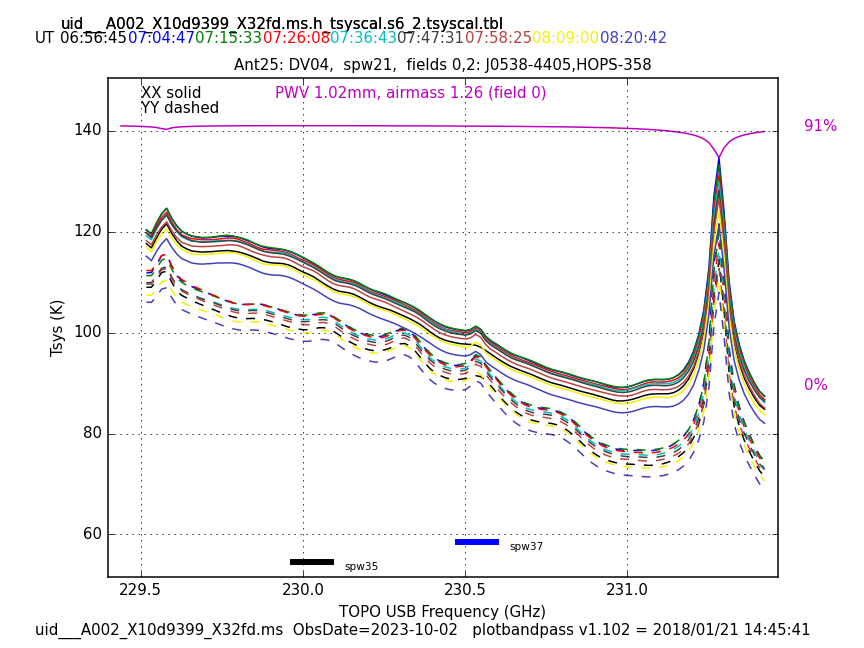 uid___A002_X10d9399_X32fd.ms.h_tsyscal.s6_2.tsyscal.tbl
UT 06:56:45 07:04:47 07:15:33 07:26:08 07:36:43 07:47:31 07:58:25 08:09:00 08:20:42
Ant25: DV04,  spw21,  fields 0,2: J0538-4405,HOPS-358
XX solid
PWV 1.02mm, airmass 1.26 (field 0)
YY dashed
140
91%
120
100
Tsys (K)
0%
80
60
spw37
spw35
229.5 230.0 230.5 231.0
TOPO USB Frequency (GHz)
uid___A002_X10d9399_X32fd.ms  ObsDate=2023-10-02   plotbandpass v1.102 = 2018/01/21 14:45:41